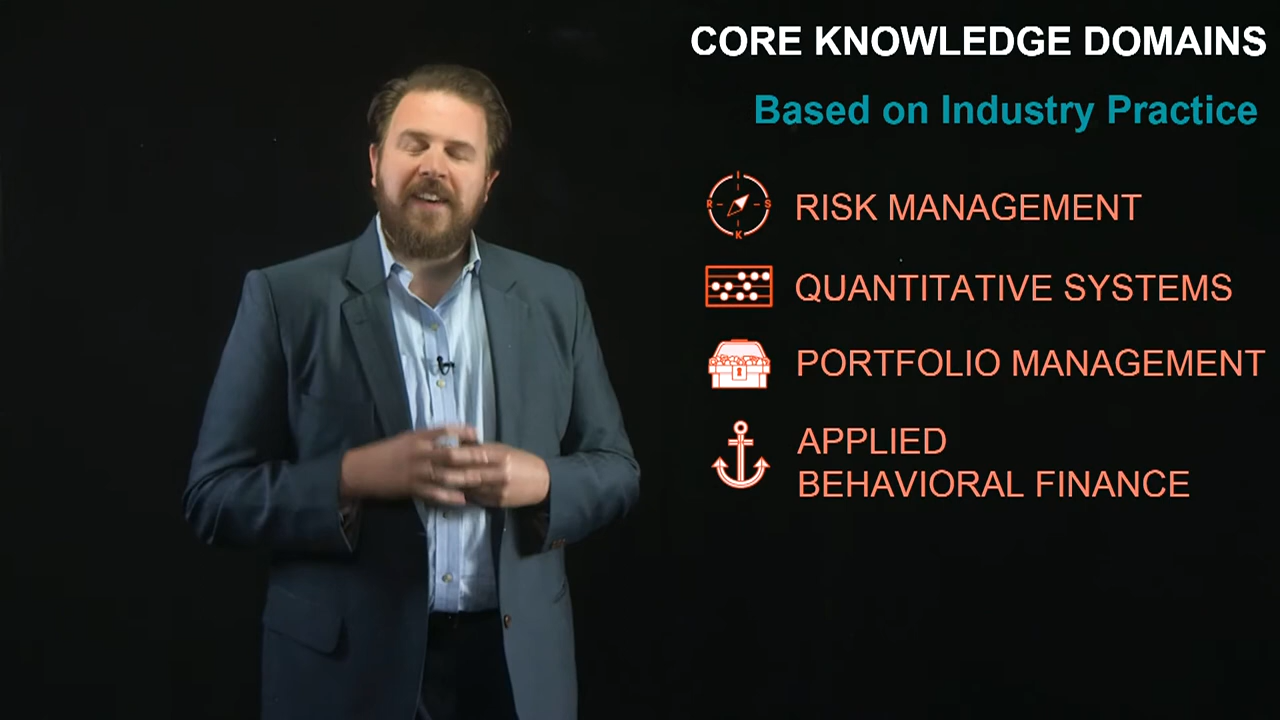 CORE KNOWLEDGE DOMAINS
Based on Industry Practice
R S K
RISK MANAGEMENT
QUANTITATIVE SYSTEMS
PORTFOLIO MANAGEMENT
APPLIED
BEHAVIORAL FINANCE